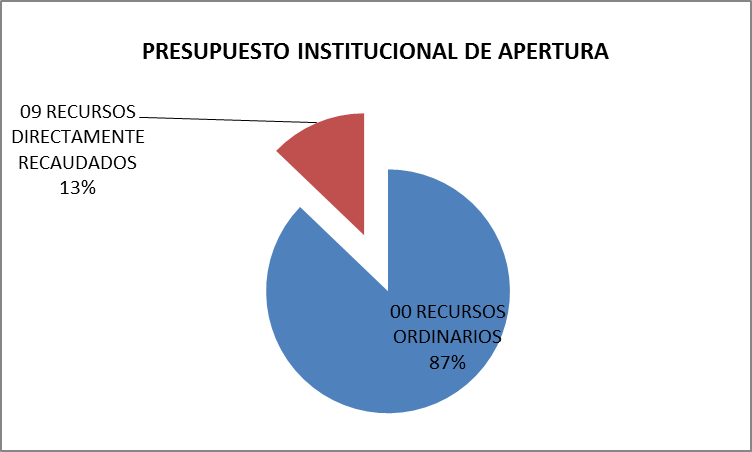 PRESUPUESTO INSTITUCIONAL DE APERTURA
09 RECURSOS
DIRECTAMENTE
RECAUDADOS
13%
00 RECURSOS
ORDINARIOS
87%